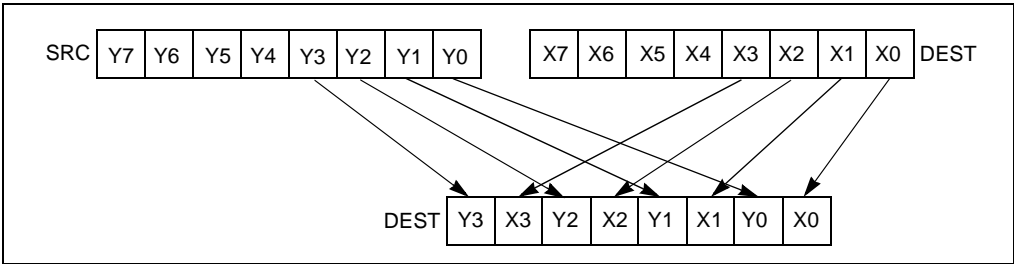 SRC Y7 Y6 Y5 Y4 Y3 Y2 Y1 Y0 X7 X6 X5 X4 X3 X2 X1 X0 DEST
DEST Y3 X3 Y2 X2 Y1 X1 Y0 X0